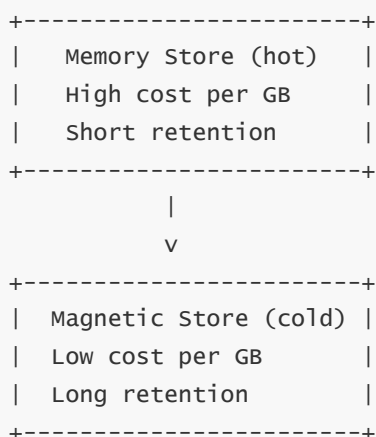 +------------------------+
|   Memory Store (hot)   |
|   High cost per GB     |
|   Short retention      |
+------------------------+
           |
           v
+------------------------+
|  Magnetic Store (cold) |
|  Low cost per GB       |
|  Long retention        |
+------------------------+